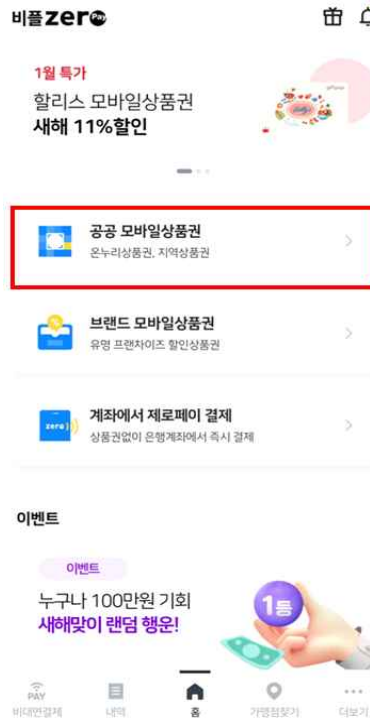 비플zero Pay
1월 특가
할리스 모바일상품권
새해 11%할인
공공 모바일상품권
온누리상품권, 지역상품권
브랜드 모바일상품권
유명 프랜차이즈 할인상품권
zero
계좌에서 제로페이 결제
상품권없이 은행계좌에서 즉시 결제
이벤트
이벤트
누구나 100만원 기회
새해맞이 랜덤 행운!
1등
PAY
비대면결제
내역
홈
가맹점찾기
더보기